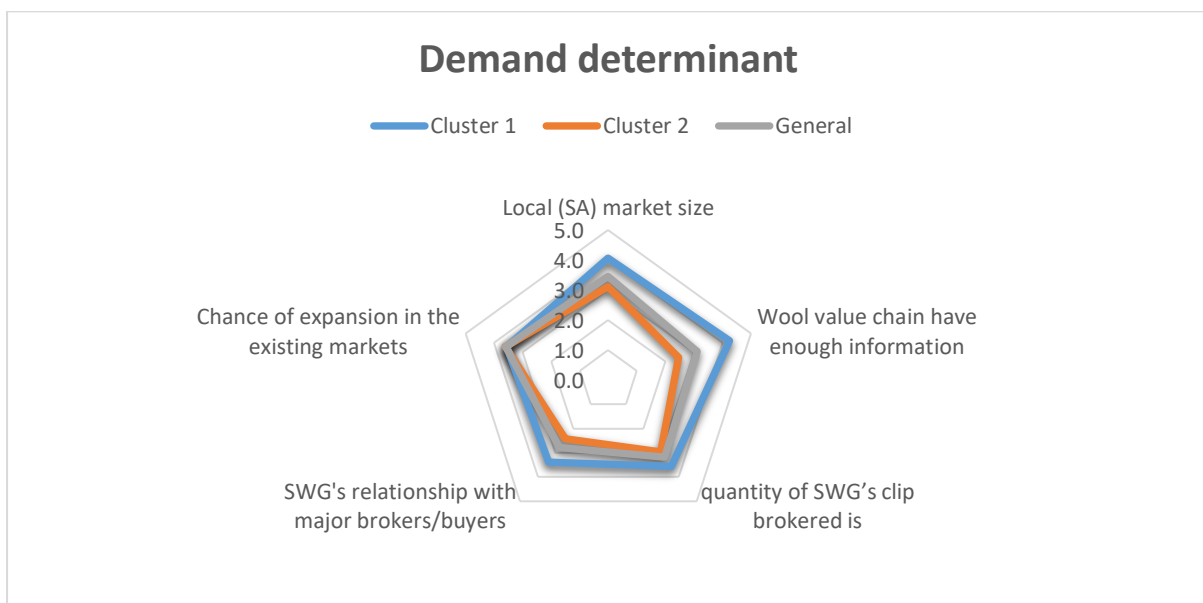 Demand determinant
Cluster 1 Cluster 2 General
Local (SA) market size
5.0
4.0
3.0
2.0
1.0
0.0
Wool value chain have
enough information
quantity of SWG’s clip
brokered is
SWG's relationship with
major brokers/buyers
Chance of expansion in the
existing markets